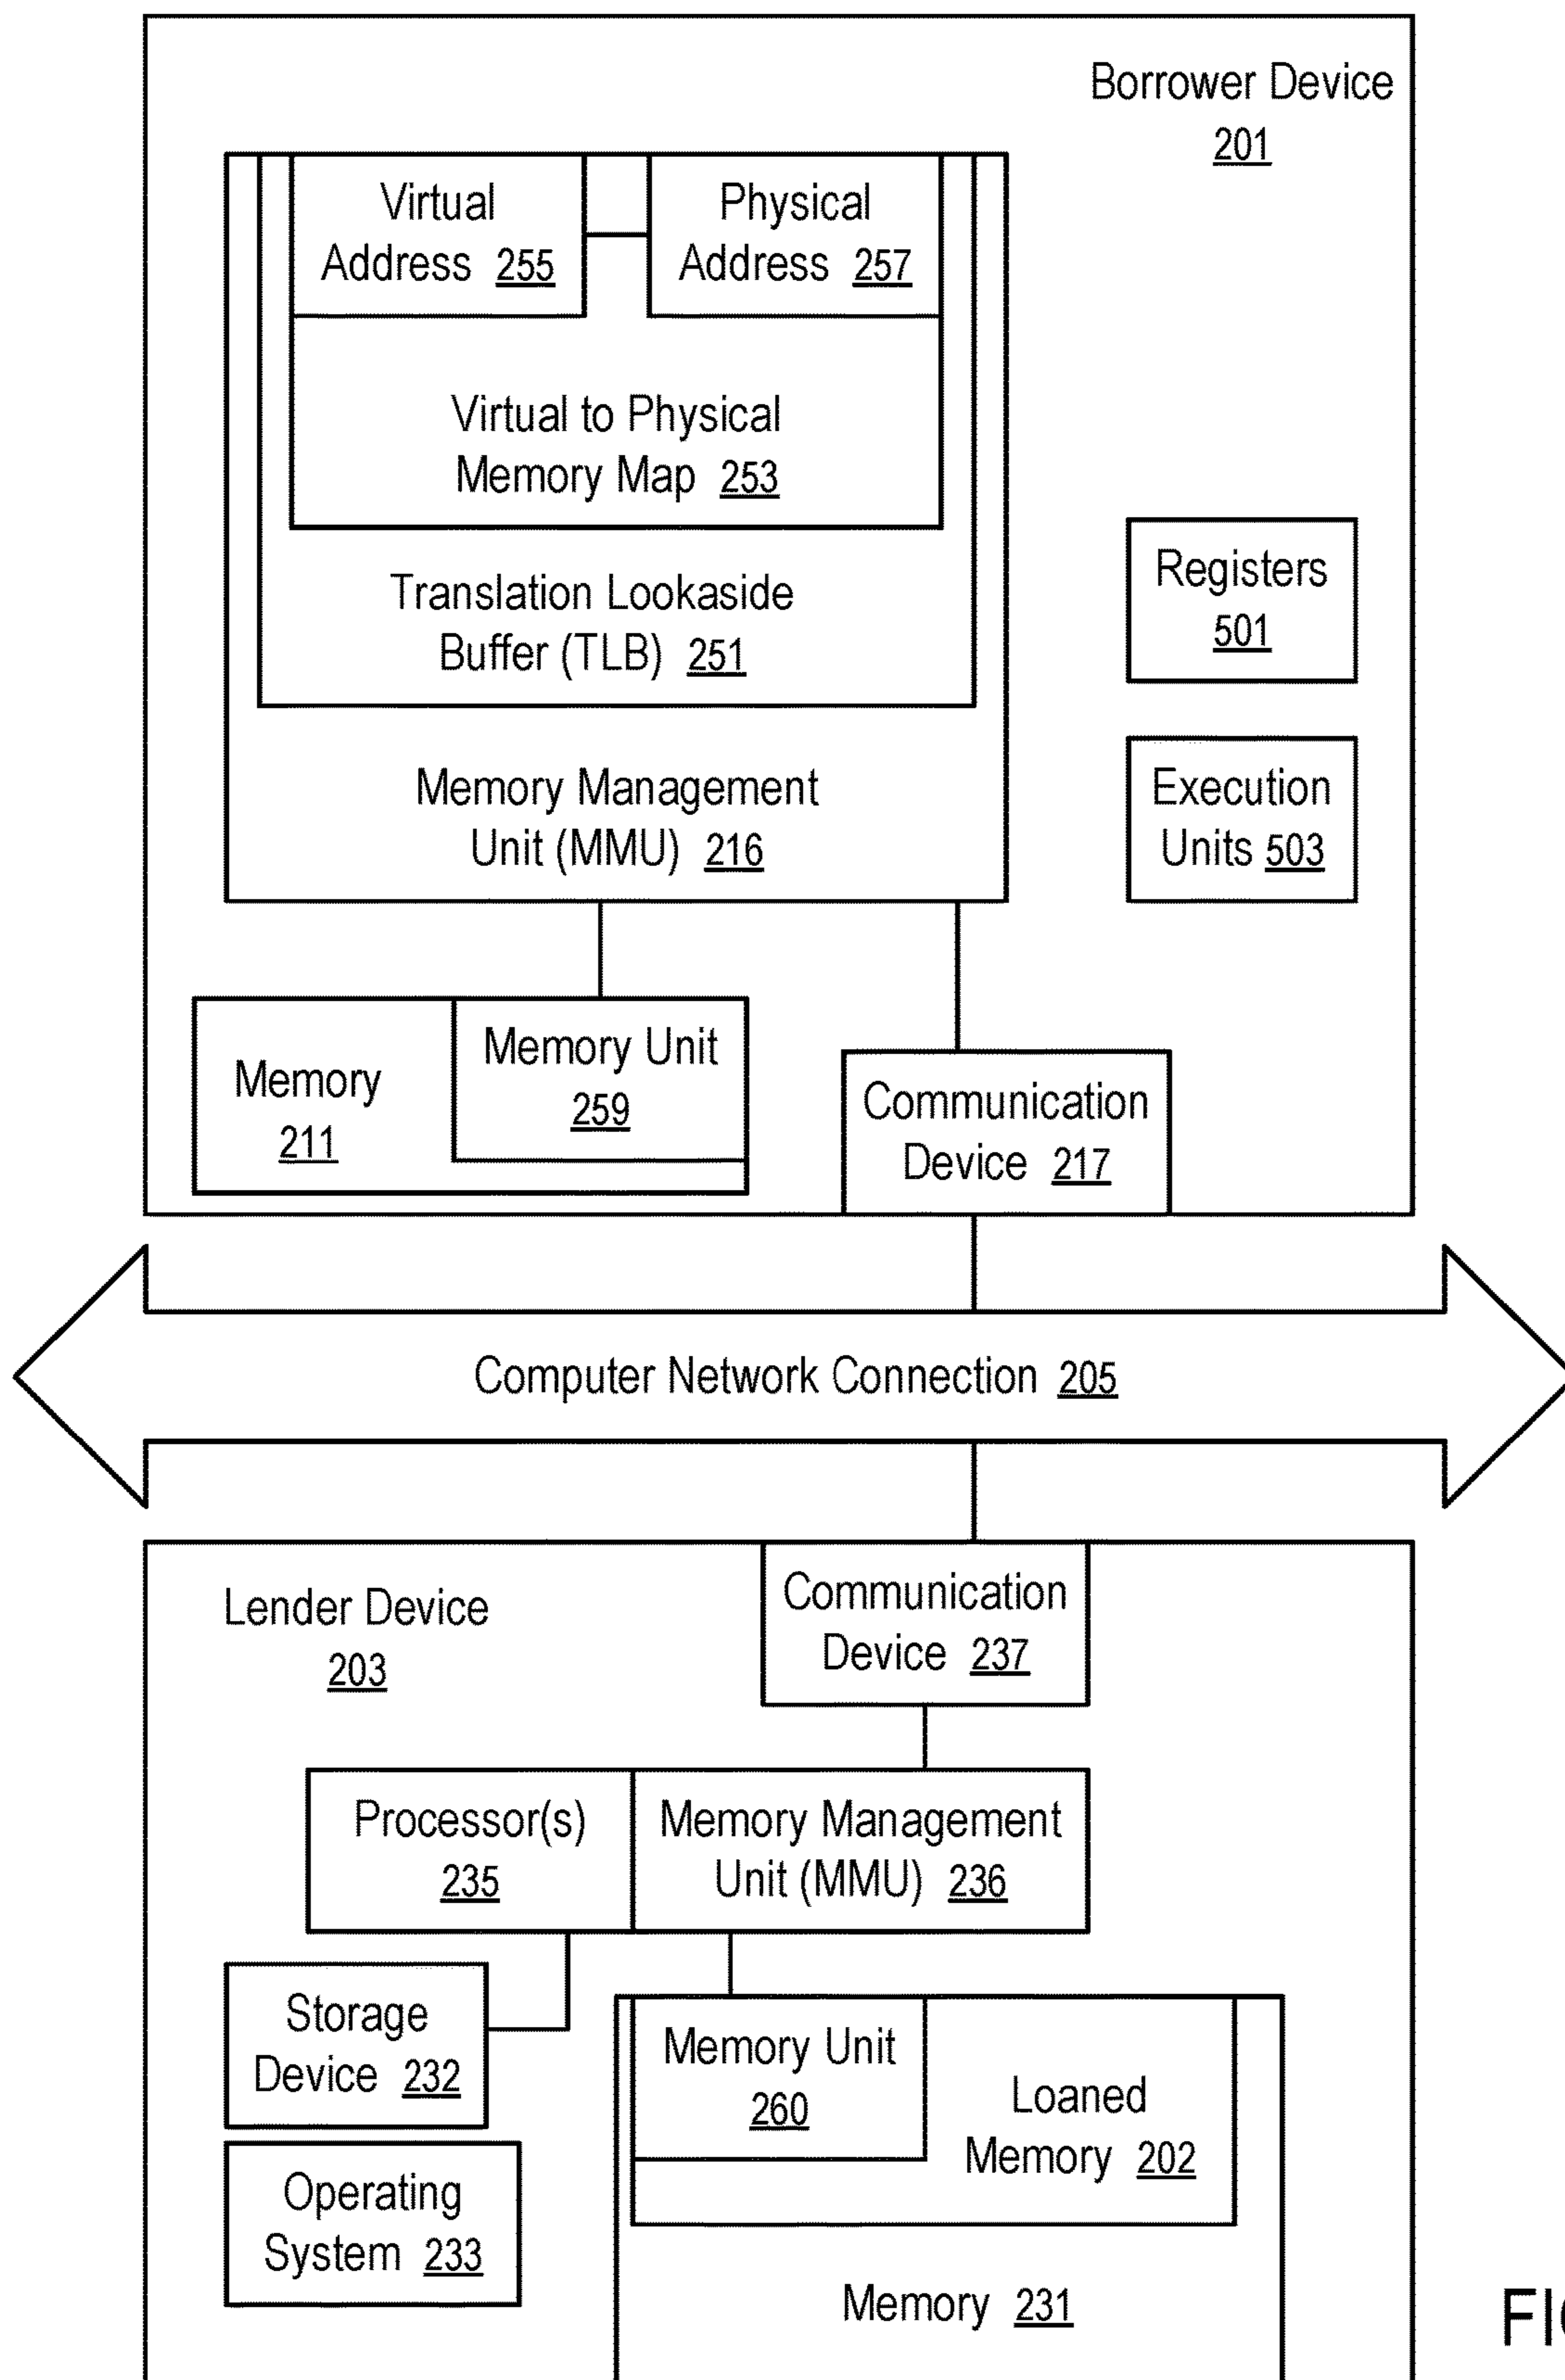 Borrower Device
201
Virtual
Address 255
Physical
Address 257
Virtual to Physical
Memory Map 253
Translation Lookaside
Buffer (TLB) 251
Registers
501
Memory Management
Unit (MMU) 216
Execution
Units 503
Memory
211
Memory Unit
259
Communication
Device 217
Computer Network Connection 205
Lender Device
203
Communication
Device 237
Processor(s)
235
Memory Management
Unit (MMU) 236
Storage
Device 232
Memory Unit
260
Loaned
Memory 202
Operating
System 233
Memory 231